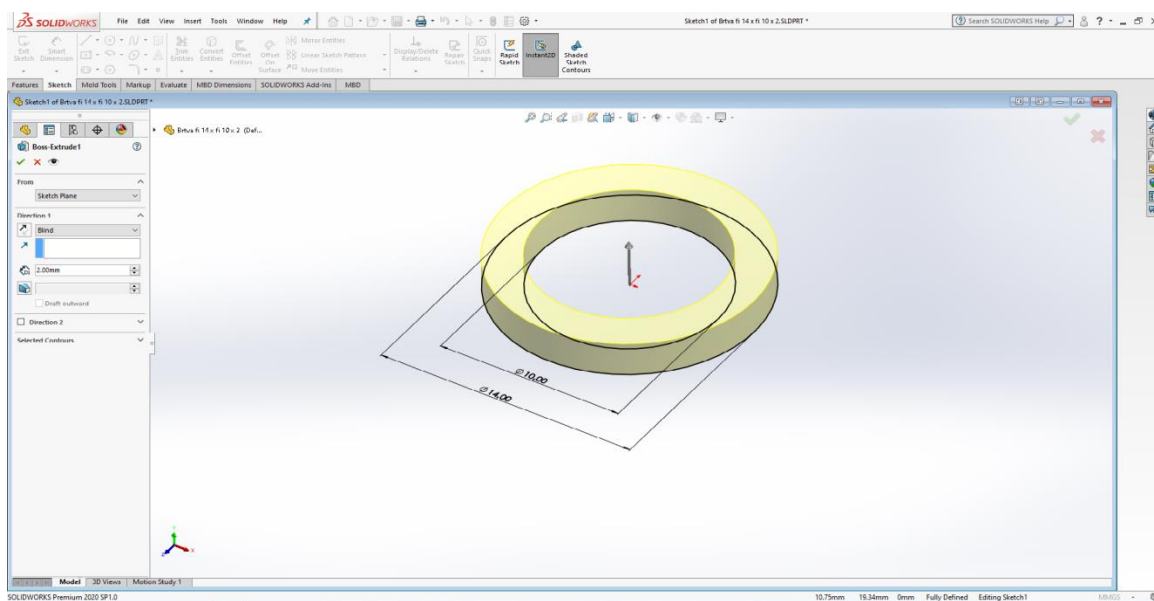 SOLIDWORKS File Edit View Insert Tools Window Help Sketch1 of Brtva fi 14 x fi 10 x 2.SLDPRT * Search SOLIDWORKS Help
Exit Sketch Smart Dimension Trim Entities Convert Entities Offset Entities Offset On Surface Mirror Entities Linear Sketch Pattern Move Entities Display/Delete Relations Repair Sketch Quick Snaps Rapid Sketch Instant2D Shaded Sketch Contours
Features Sketch Mold Tools Markup Evaluate MBD Dimensions SOLIDWORKS Add-Ins MBD
Sketch1 of Brtva fi 14 x fi 10 x 2.SLDPRT *
Brtva fi 14 x fi 10 x 2 (Def...
Boss-Extrude1
From
Sketch Plane
Direction 1
Blind
2.00mm
Draft outward
Direction 2
Selected Contours
∅10,00
∅14,00
Model 3D Views Motion Study 1
SOLIDWORKS Premium 2020 SP1.0 10.75mm 19.34mm 0mm Fully Defined Editing Sketch1 MMGS